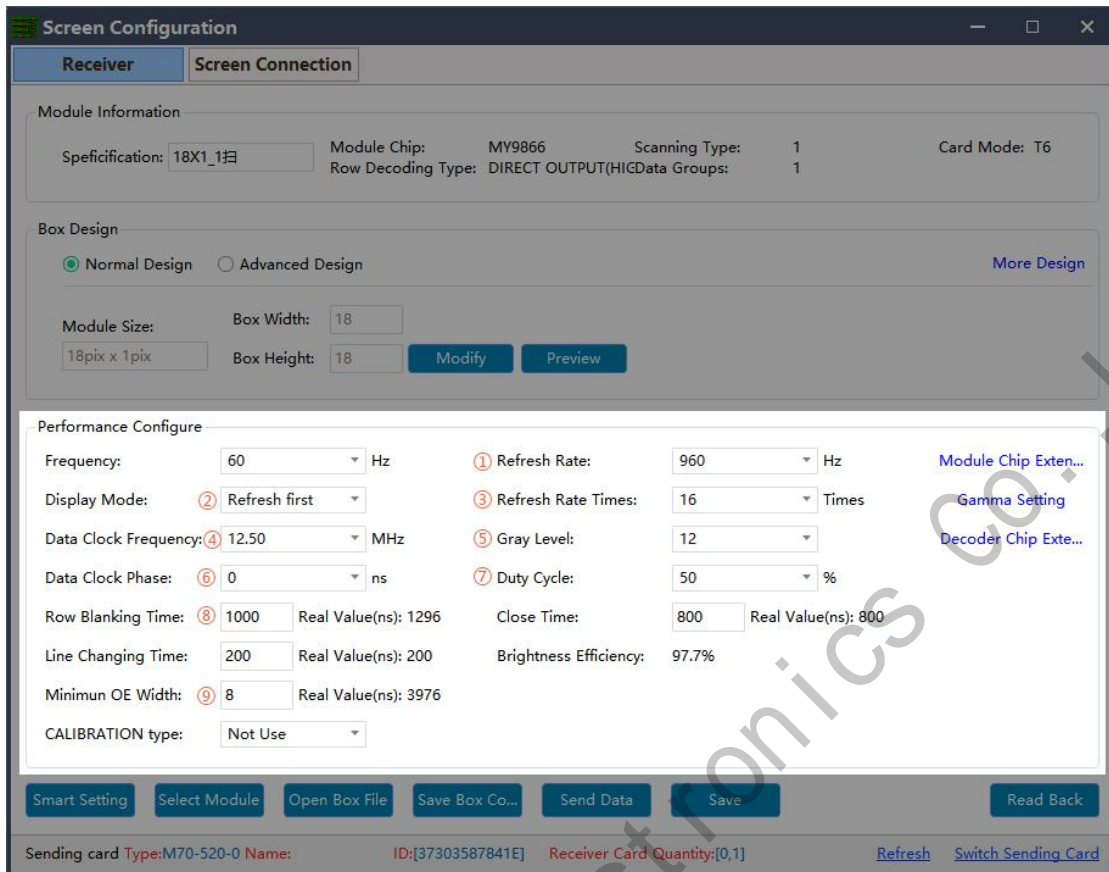 Screen Configuration
Receiver
Screen Connection
Module Information
Speficification: 18X1_1扫
Module Chip: MY9866 Scanning Type: 1 Card Mode: T6
Row Decoding Type: DIRECT OUTPUT(HIGData Groups: 1
Box Design
Normal Design Advanced Design More Design
Module Size: Box Width: 18
18pix x 1pix Box Height: 18 Modify Preview
Performance Configure
Frequency: 60 Hz ① Refresh Rate: 960 Hz Module Chip Exten...
Display Mode: ② Refresh first ③ Refresh Rate Times: 16 Times Gamma Setting
Data Clock Frequency: ④ 12.50 MHz ⑤ Gray Level: 12 Decoder Chip Exte...
Data Clock Phase: ⑥ 0 ns ⑦ Duty Cycle: 50 %
Row Blanking Time: ⑧ 1000 Real Value(ns): 1296 Close Time: 800 Real Value(ns): 800
Line Changing Time: 200 Real Value(ns): 200 Brightness Efficiency: 97.7%
Minimun OE Width: ⑨ 8 Real Value(ns): 3976
CALIBRATION type: Not Use
Smart Setting Select Module Open Box File Save Box Co... Send Data Save Read Back
Sending card Type:M70-520-0 Name: ID:[37303587841E] Receiver Card Quantity:[0,1] Refresh Switch Sending Card
stronics Co.